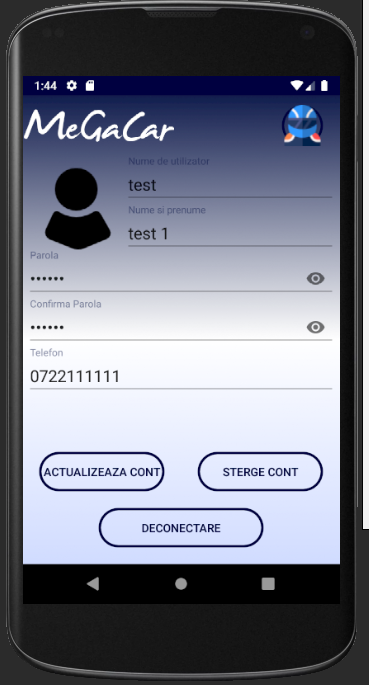 1:44
MeGaCar
Nume de utilizator
test
Nume si prenume
test 1
Parola
••••••
Confirma Parola
••••••
Telefon
0722111111
ACTUALIZEAZA CONT
STERGE CONT
DECONECTARE